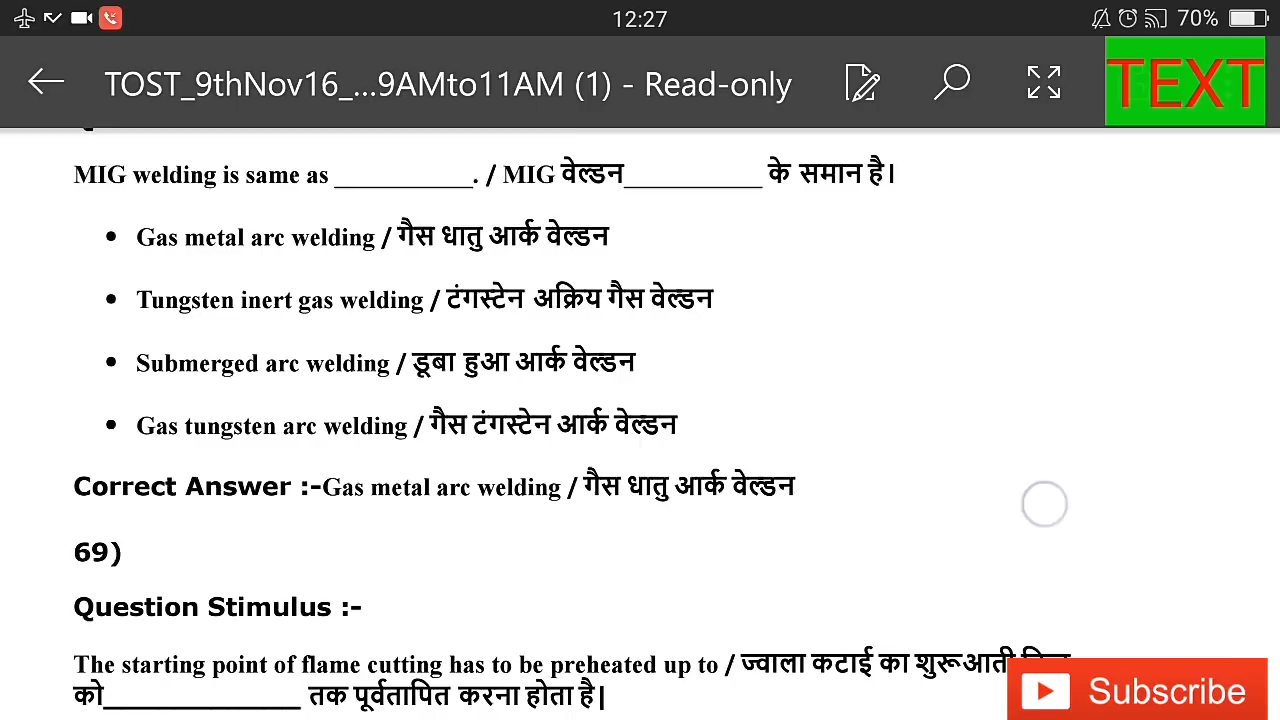 12:27
70%
TOST_9thNov16_...9AMto11AM (1) - Read-only
TEXT
MIG welding is same as ___________. / MIG वेल्डन___________ के समान है।
• Gas metal arc welding / गैस धातु आर्क वेल्डन
• Tungsten inert gas welding / टंगस्टेन अक्रिय गैस वेल्डन
• Submerged arc welding / डूबा हुआ आर्क वेल्डन
• Gas tungsten arc welding / गैस टंगस्टेन आर्क वेल्डन
Correct Answer :-Gas metal arc welding / गैस धातु आर्क वेल्डन
69)
Question Stimulus :-
The starting point of flame cutting has to be preheated up to / ज्वाला कटाई का शुरूआती
को________________ तक पूर्वतापित करना होता है|
Subscribe